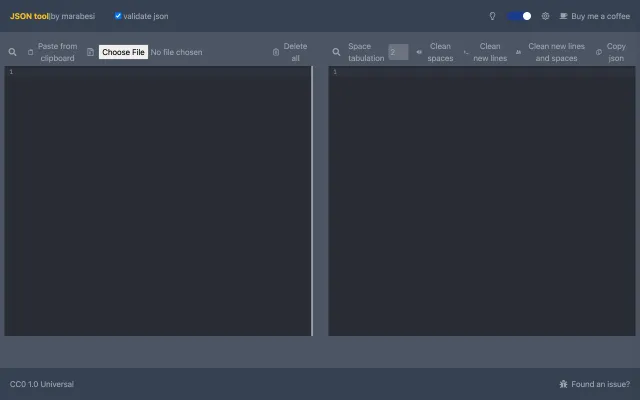 JSON tool|by marabesi
validate json
Buy me a coffee
Paste from
clipboard
Choose File No file chosen
Delete
all
Space
tabulation
2
Clean
spaces
Clean
new lines
Clean new lines
and spaces
Copy
json
1
1
CC0 1.0 Universal
Found an issue?